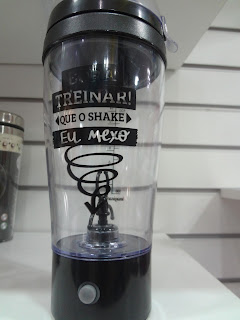 TREINAR!
QUE O SHAKE
EU MEXO